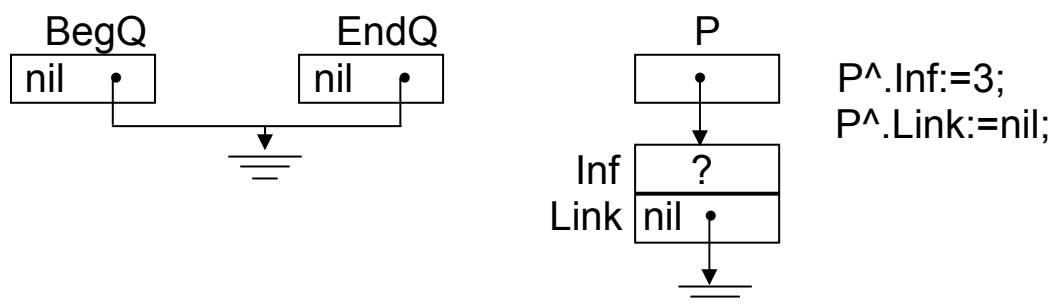 BegQ EndQ P
nil nil P^.Inf:=3;
P^.Link:=nil;
Inf ?
Link nil